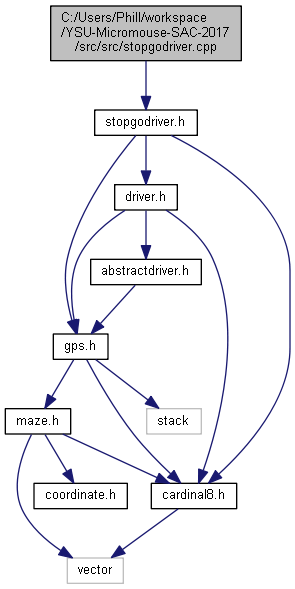 C:/Users/Phill/workspace
/YSU-Micromouse-SAC-2017
/src/src/stopgodriver.cpp
stopgodriver.h
driver.h
abstractdriver.h
gps.h
maze.h
stack
coordinate.h
cardinal8.h
vector